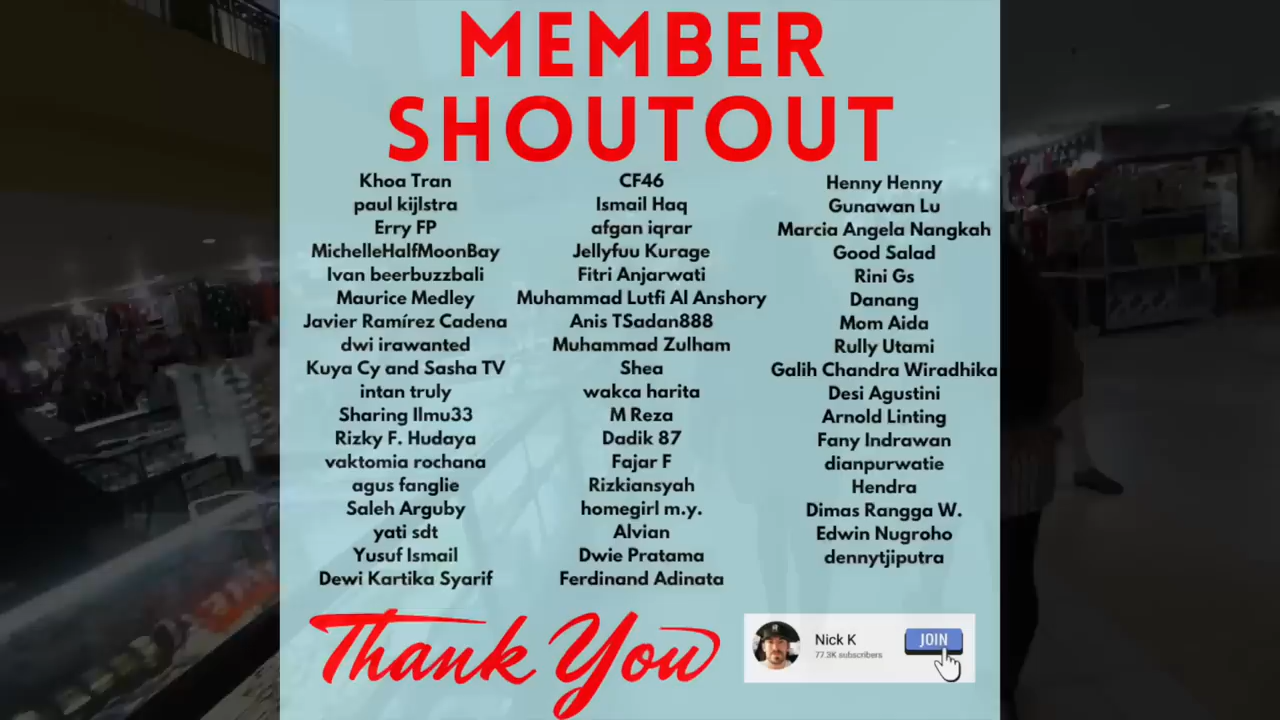 MEMBER
SHOUTOUT
Khoa Tran
paul kijlstra
Erry FP
MichelleHalfMoonBay
Ivan beerbuzzbali
Maurice Medley
Javier Ramírez Cadena
dwi irawanted
Kuya Cy and Sasha TV
intan truly
Sharing Ilmu33
Rizky F. Hudaya
vaktomia rochana
agus fanglie
Saleh Arguby
yati sdt
Yusuf Ismail
Dewi Kartika Syarif
CF46
Ismail Haq
afgan iqrar
Jellyfuu Kurage
Fitri Anjarwati
Muhammad Lutfi Al Anshory
Anis TSadan888
Muhammad Zulham
Shea
wakca harita
M Reza
Dadik 87
Fajar F
Rizkiansyah
homegirl m.y.
Alvian
Dwie Pratama
Ferdinand Adinata
Henny Henny
Gunawan Lu
Marcia Angela Nangkah
Good Salad
Rini Gs
Danang
Mom Aida
Rully Utami
Galih Chandra Wiradhika
Desi Agustini
Arnold Linting
Fany Indrawan
dianpurwatie
Hendra
Dimas Rangga W.
Edwin Nugroho
dennytjiputra
Thank You
Nick K
77.3K subscribers
JOIN